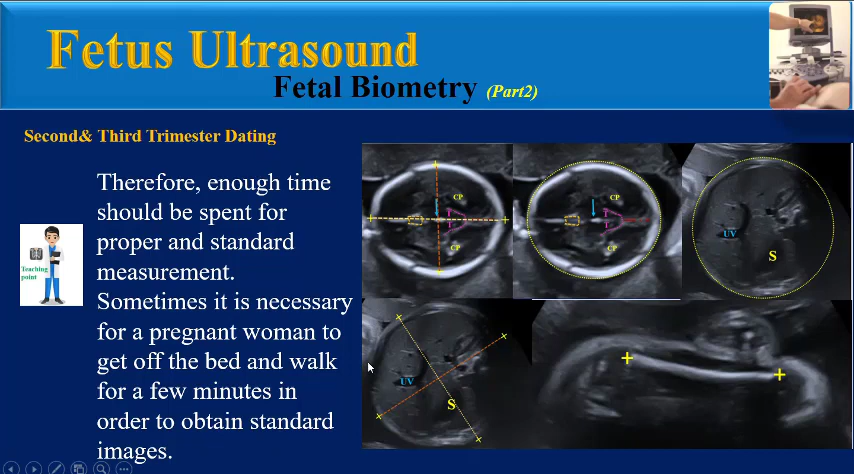 Fetus Ultrasound
Fetal Biometry (Part2)
Second& Third Trimester Dating
Therefore, enough time
should be spent for
proper and standard
measurement.
Sometimes it is necessary
for a pregnant woman to
get off the bed and walk
for a few minutes in
order to obtain standard
images.
Teaching
point
CP
T
T
CP
CP
T
T
CP
UV
S
UV
S